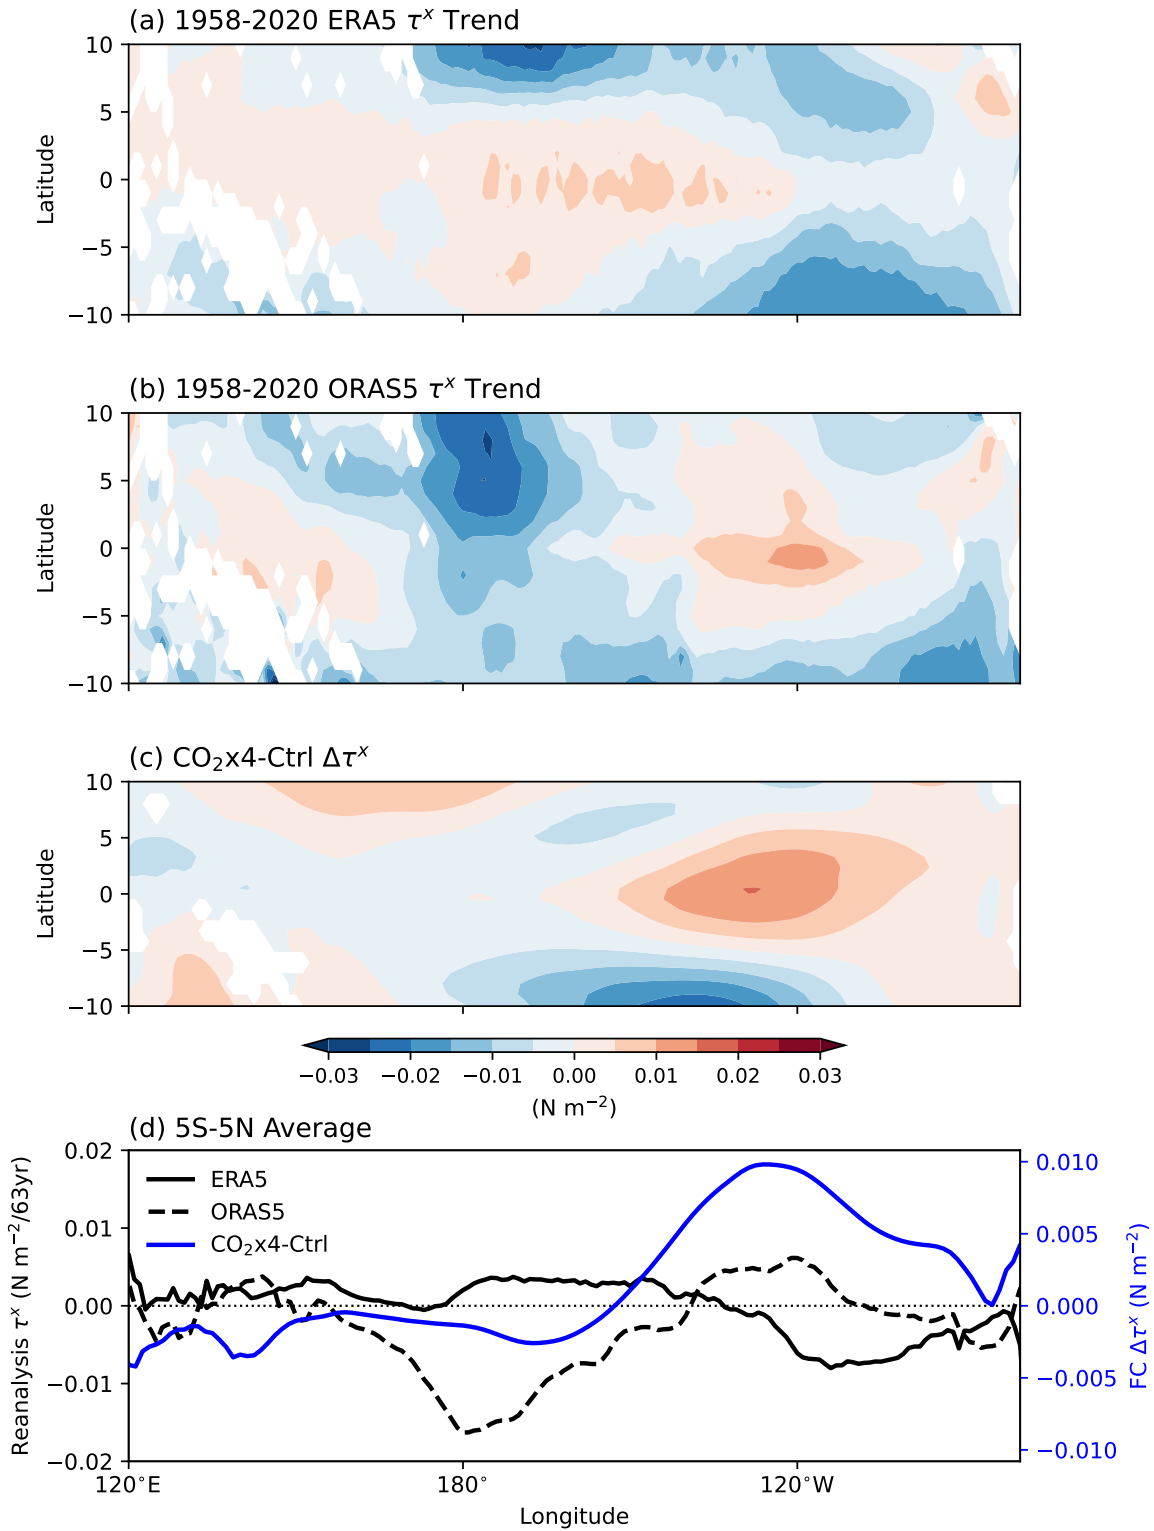 (a) 1958-2020 ERA5 τˣ Trend
10
5
0
−5
−10
Latitude
(b) 1958-2020 ORAS5 τˣ Trend
10
5
0
−5
−10
Latitude
(c) CO₂x4-Ctrl Δτˣ
10
5
0
−5
−10
Latitude
−0.03 −0.02 −0.01 0.00 0.01 0.02 0.03
(N m⁻²)
(d) 5S-5N Average
0.02
0.01
0.00
−0.01
−0.02
Reanalysis τˣ (N m⁻²/63yr)
ERA5
ORAS5
CO₂x4-Ctrl
0.010
0.005
0.000
−0.005
−0.010
FC Δτˣ (N m⁻²)
120°E 180° 120°W
Longitude